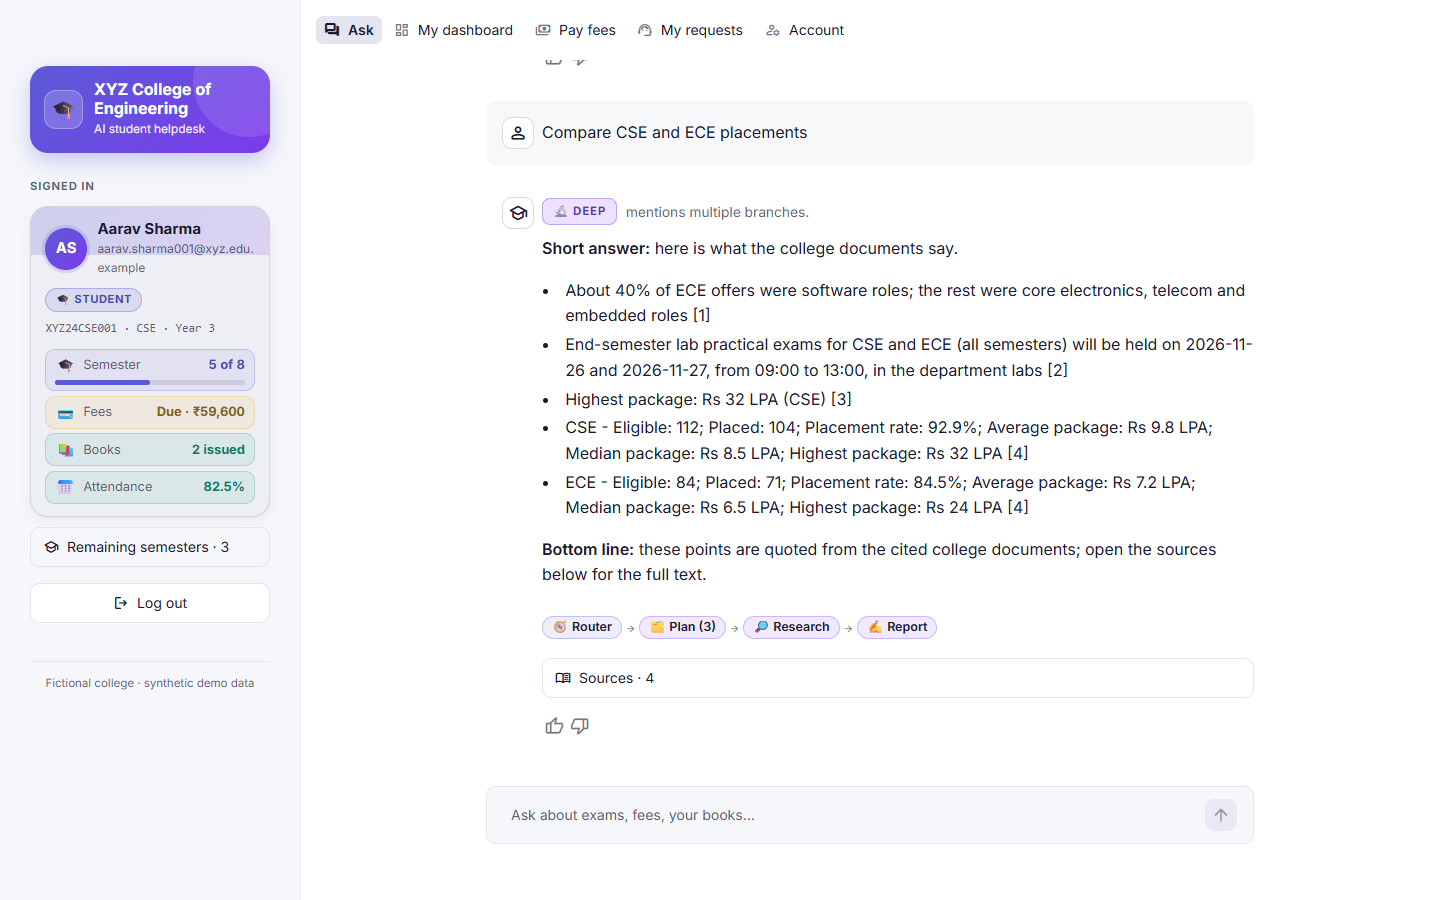 XYZ College of
Engineering
AI student helpdesk
SIGNED IN
AS
Aarav Sharma
aarav.sharma001@xyz.edu.
example
STUDENT
XYZ24CSE001 · CSE · Year 3
Semester 5 of 8
Fees Due · ₹59,600
Books 2 issued
Attendance 82.5%
Remaining semesters · 3
Log out
Fictional college · synthetic demo data
Ask My dashboard Pay fees My requests Account
Compare CSE and ECE placements
DEEP mentions multiple branches.
Short answer: here is what the college documents say.
• About 40% of ECE offers were software roles; the rest were core electronics, telecom and
embedded roles [1]
• End-semester lab practical exams for CSE and ECE (all semesters) will be held on 2026-11-
26 and 2026-11-27, from 09:00 to 13:00, in the department labs [2]
• Highest package: Rs 32 LPA (CSE) [3]
• CSE - Eligible: 112; Placed: 104; Placement rate: 92.9%; Average package: Rs 9.8 LPA;
Median package: Rs 8.5 LPA; Highest package: Rs 32 LPA [4]
• ECE - Eligible: 84; Placed: 71; Placement rate: 84.5%; Average package: Rs 7.2 LPA;
Median package: Rs 6.5 LPA; Highest package: Rs 24 LPA [4]
Bottom line: these points are quoted from the cited college documents; open the sources
below for the full text.
Router → Plan (3) → Research → Report
Sources · 4
Ask about exams, fees, your books...